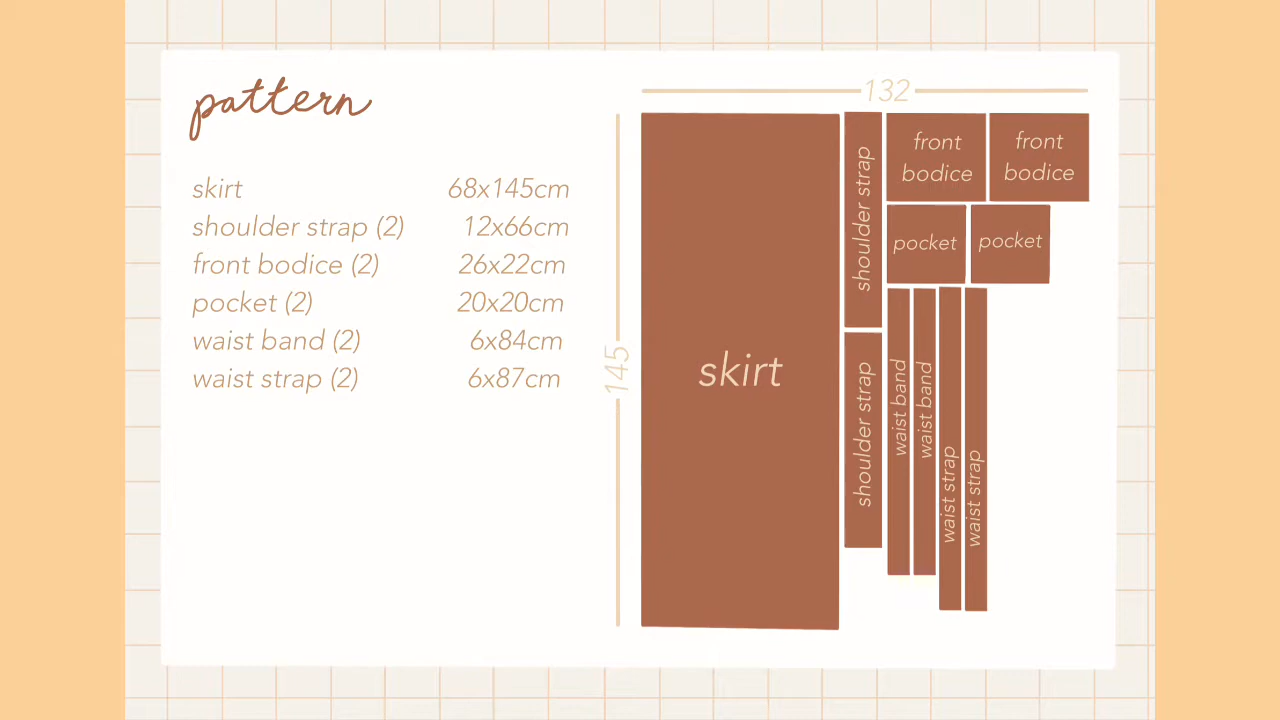 pattern
skirt 68x145cm
shoulder strap (2) 12x66cm
front bodice (2) 26x22cm
pocket (2) 20x20cm
waist band (2) 6x84cm
waist strap (2) 6x87cm
132
145
skirt
shoulder strap
shoulder strap
front
bodice
front
bodice
pocket
pocket
waist band
waist band
waist strap
waist strap